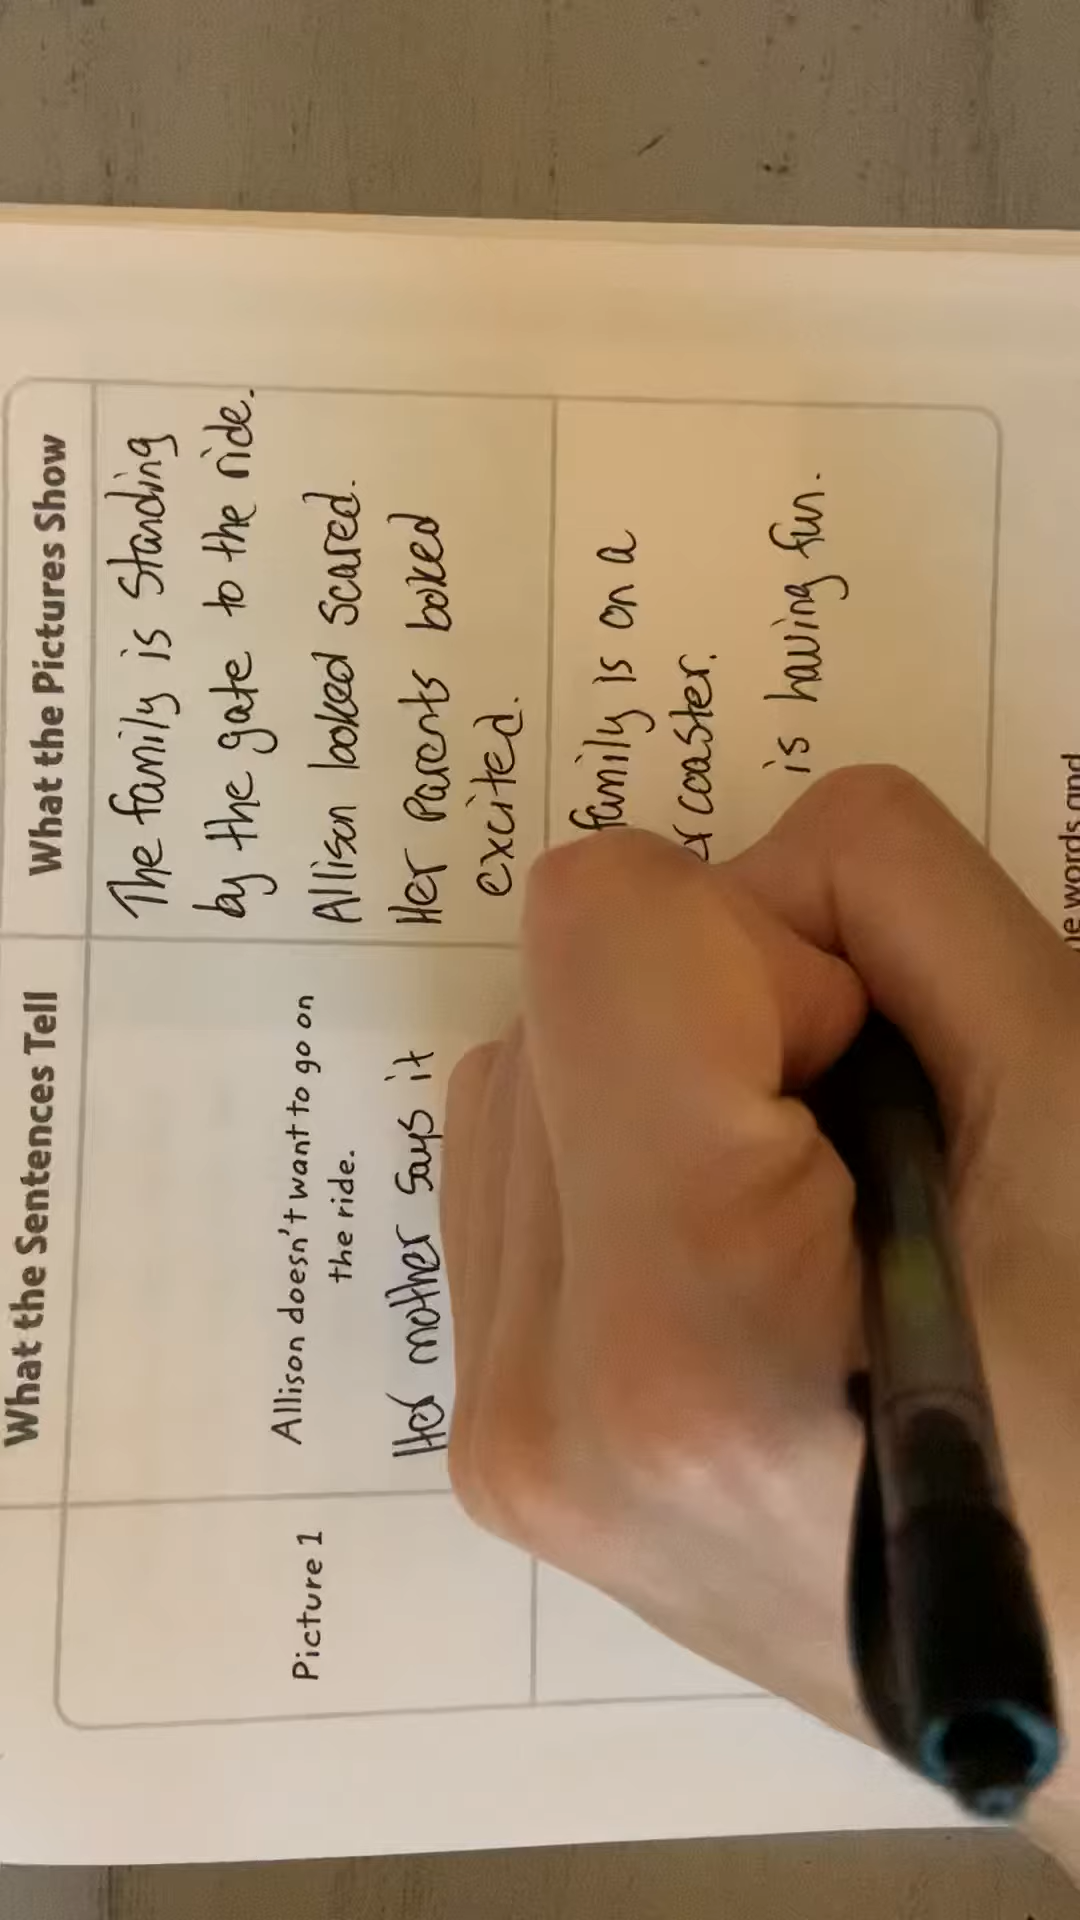 What the Sentences Tell
What the Pictures Show
Picture 1
Allison doesn't want to go on
the ride.
Her mother says it
The family is standing
by the gate to the ride.
Allison looked scared.
Her Parents looked
excited.
family is on a
coaster.
is having fun.
words and